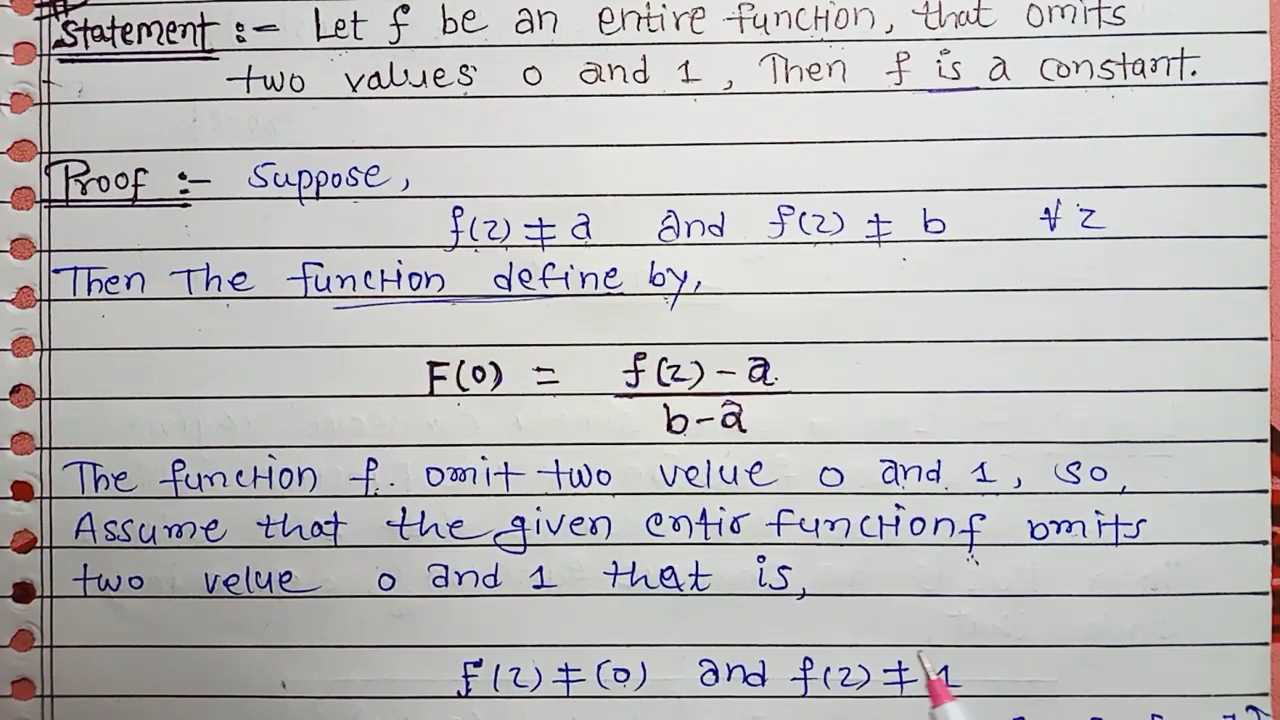 Statement :- Let f be an entire function, that omits
two values 0 and 1, Then f is a constant.
Proof :- Suppose,
f(z) ≠ a and f(z) ≠ b ∀ z
Then The function define by,
F(0) = f(z) - a
b - a
The function f. omit two velue 0 and 1, so,
Assume that the given entir function f omits
two velue 0 and 1 that is,
f(z) ≠ (0) and f(z) ≠ 1